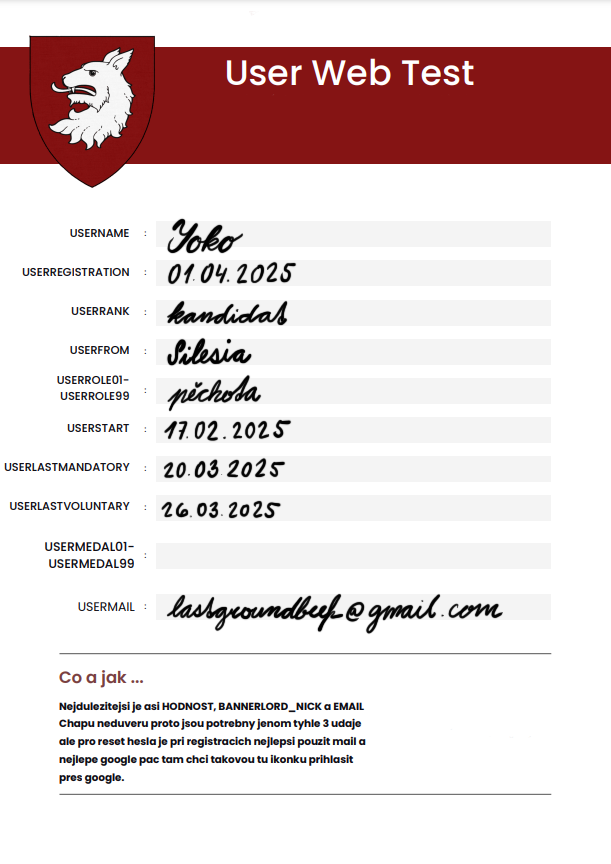 User Web Test
USERNAME : Yoko
USERREGISTRATION : 01.04.2025
USERRANK : kandidat
USERFROM : Silesia
USERROLE01-
USERROLE99 : pěchota
USERSTART : 17.02.2025
USERLASTMANDATORY : 20.03.2025
USERLASTVOLUNTARY : 26.03.2025
USERMEDAL01-
USERMEDAL99 :
USERMAIL : lastgroundbeef@gmail.com
Co a jak ...
Nejdulezitejsi je asi HODNOST, BANNERLORD_NICK a EMAIL
Chapu neduveru proto jsou potrebny jenom tyhle 3 udaje
ale pro reset hesla je pri registracich nejlepsi pouzit mail a
nejlepe google pac tam chci takovou tu ikonku prihlasit
pres google.